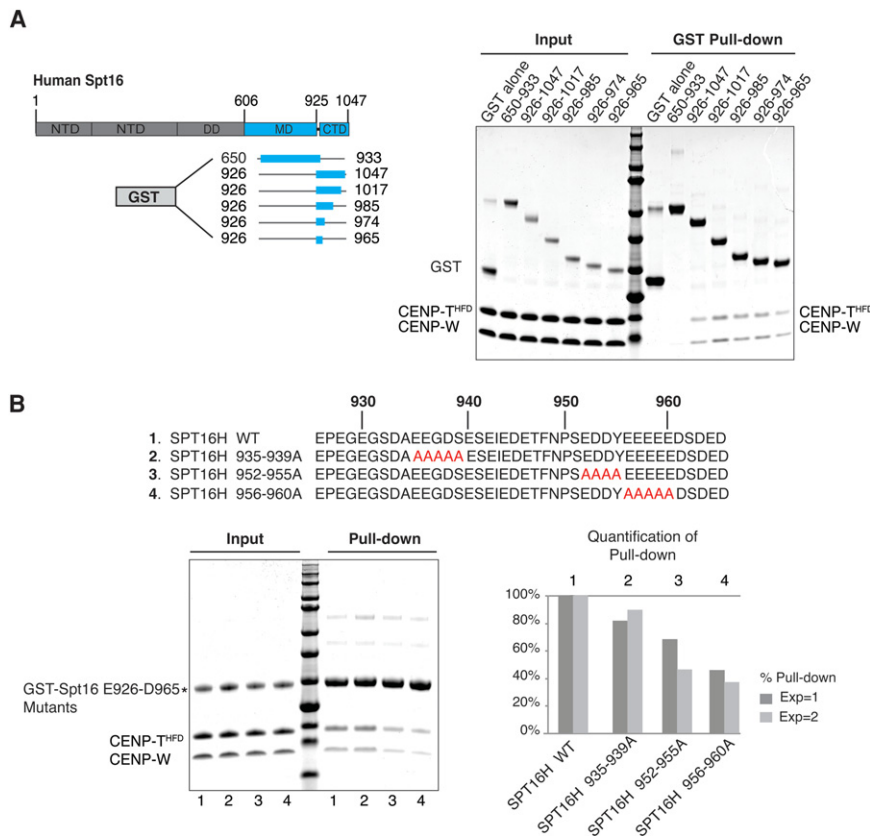 A
Human Spt16
1 606 925 1047
NTD NTD DD MD CTD
GST
650 933
926 1047
926 1017
926 985
926 974
926 965
Input GST Pull-down
GST alone 650-933 926-1047 926-1017 926-985 926-974 926-965 GST alone 650-933 926-1047 926-1017 926-985 926-974 926-965
GST
CENP-THFD CENP-THFD
CENP-W CENP-W
B
930 940 950 960
1. SPT16H WT EPEGEGSDAEEGDSESEIEDETFNPSEDDYEEEEEDSDED
2. SPT16H 935-939A EPEGEGSDAAAAAESEIEDETFNPSEDDYEEEEEDSDED
3. SPT16H 952-955A EPEGEGSDAEEGDSESEIEDETFNPSAAAAEEEEEDSDED
4. SPT16H 956-960A EPEGEGSDAEEGDSESEIEDETFNPSEDDYAAAAADSDED
Input Pull-down
GST-Spt16 E926-D965*
Mutants
CENP-THFD
CENP-W
1 2 3 4 1 2 3 4
Quantification of
Pull-down
1 2 3 4
100%
80%
60%
40%
20%
0%
SPT16H WT
SPT16H 935-939A
SPT16H 952-955A
SPT16H 956-960A
% Pull-down
Exp=1
Exp=2